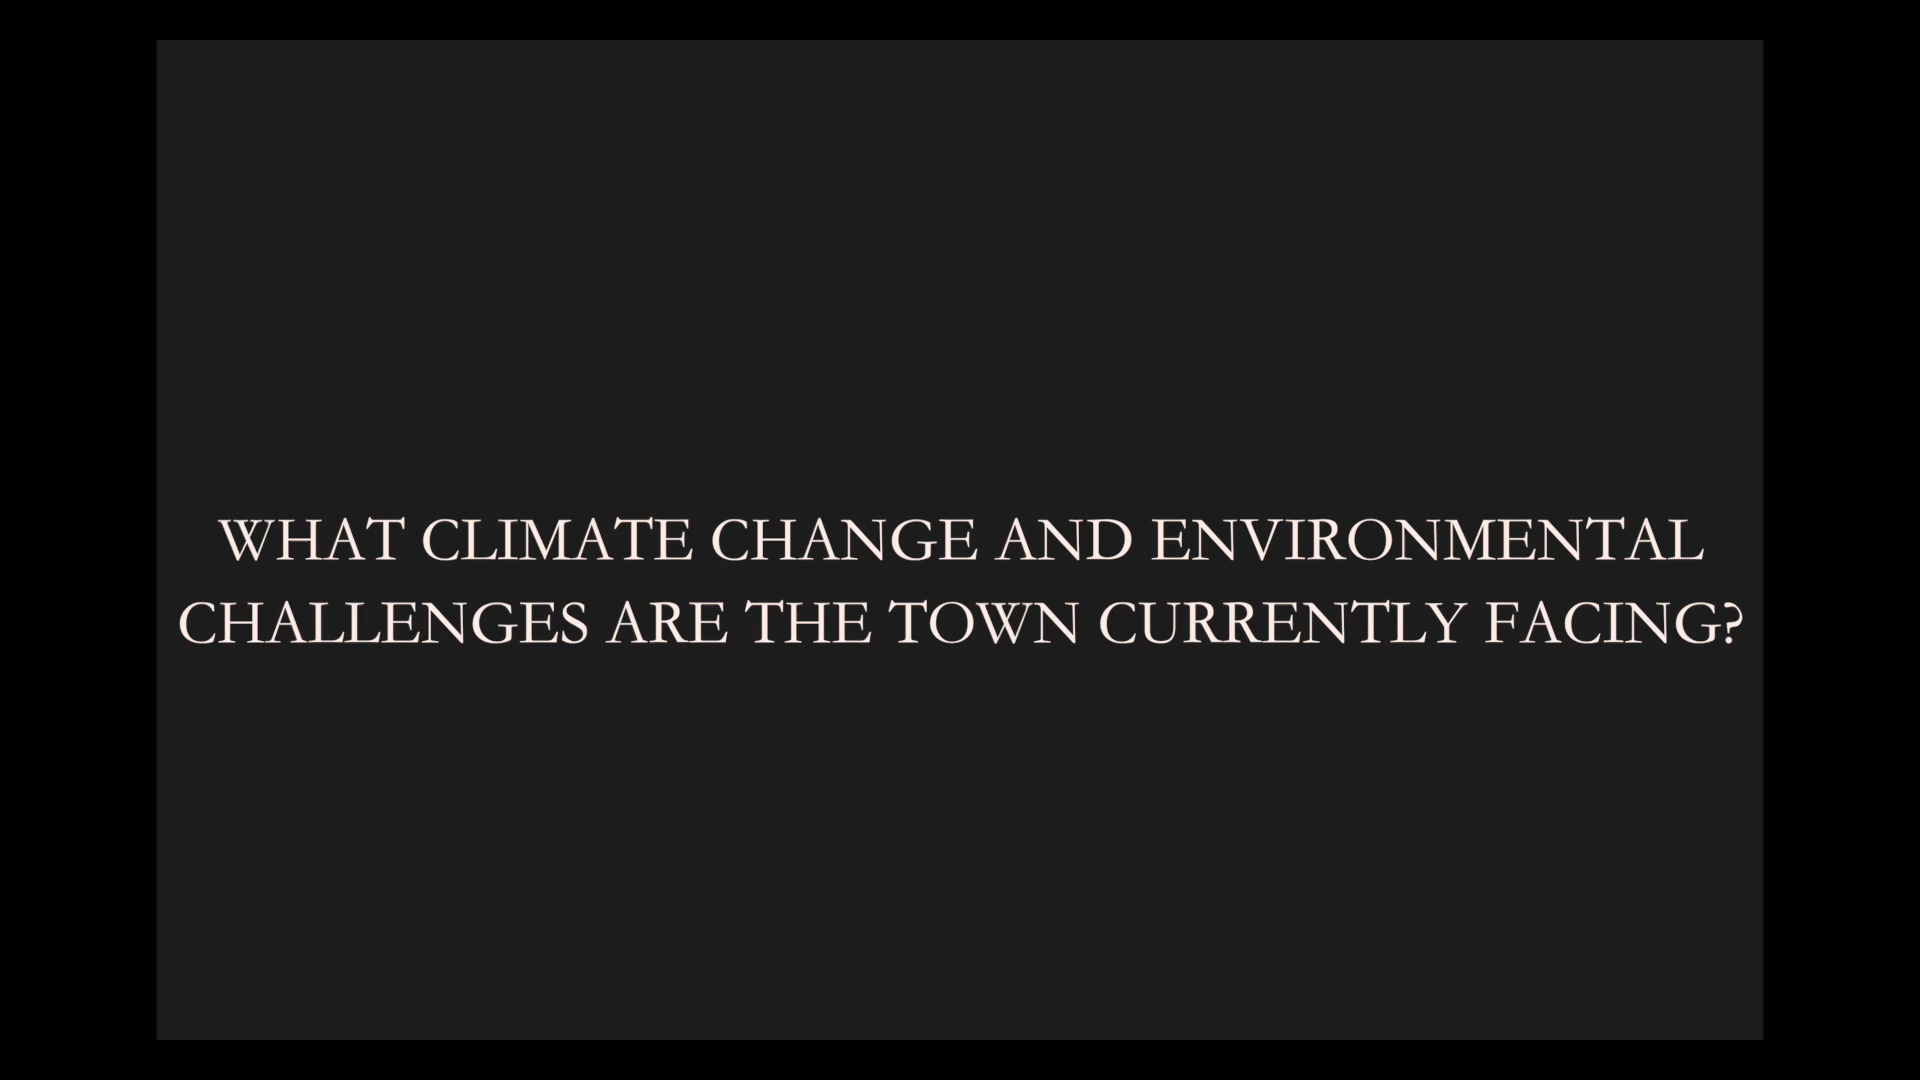 WHAT CLIMATE CHANGE AND ENVIRONMENTAL
CHALLENGES ARE THE TOWN CURRENTLY FACING?